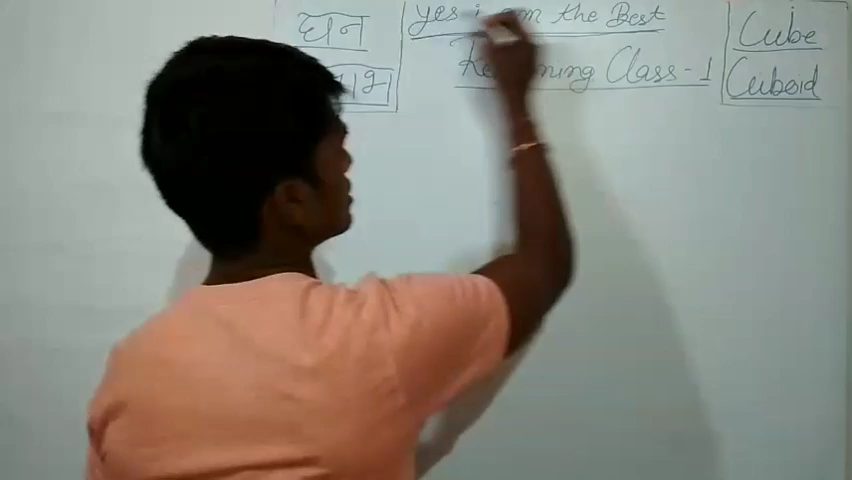 घन
yes i am the Best
Class-1
Cube
Cuboid